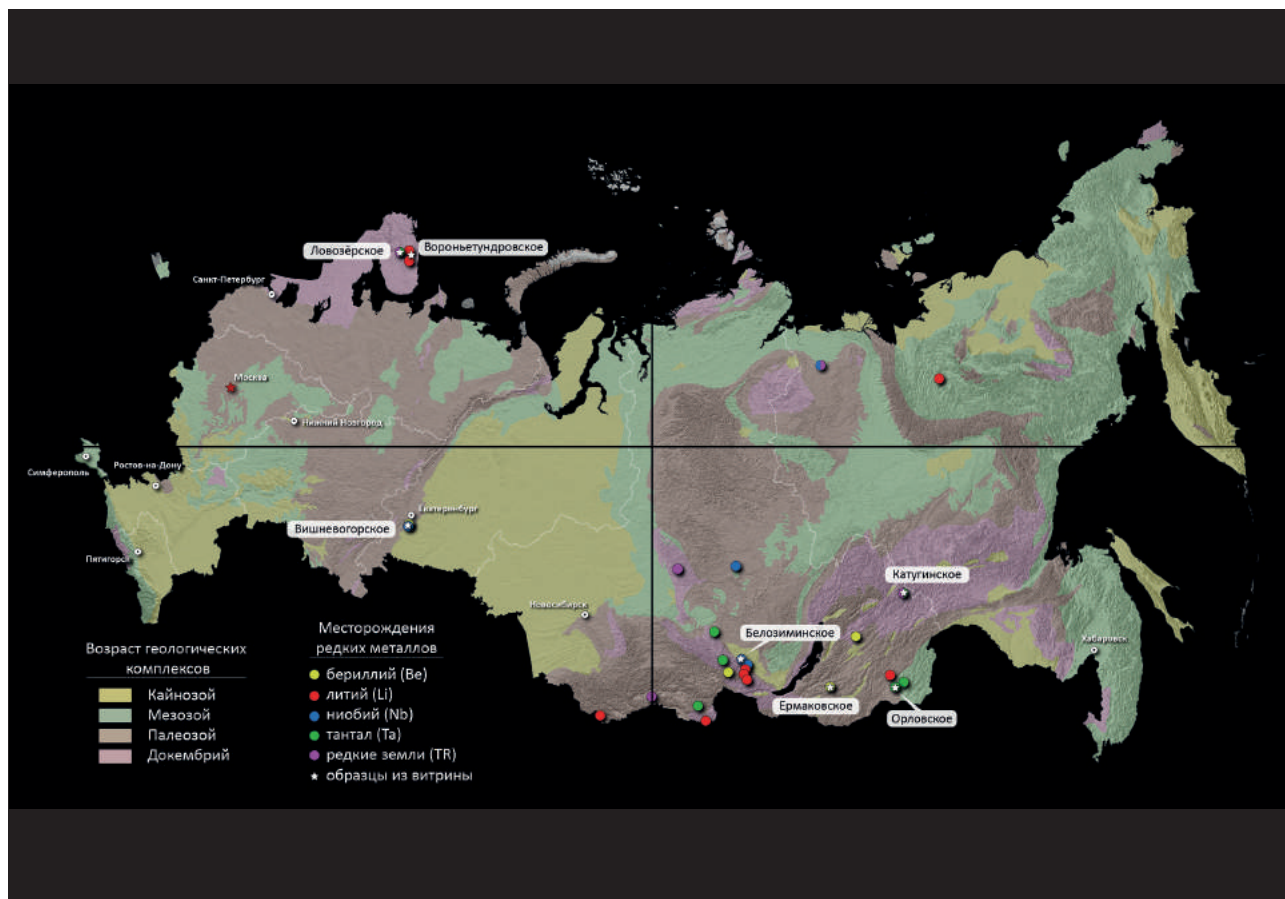 Ловозёрское
Вороньетундровское
Санкт-Петербург
Москва
Нижний Новгород
Симферополь
Ростов-на-Дону
Екатеринбург
Вишневогорское
Пятигорск
Катугинское
Новосибирск
Белозиминское
Хабаровск
Ермаковское
Орловское
Возраст геологических
комплексов
Кайнозой
Мезозой
Палеозой
Докембрий
Месторождения
редких металлов
бериллий (Be)
литий (Li)
ниобий (Nb)
тантал (Ta)
редкие земли (TR)
образцы из витрины